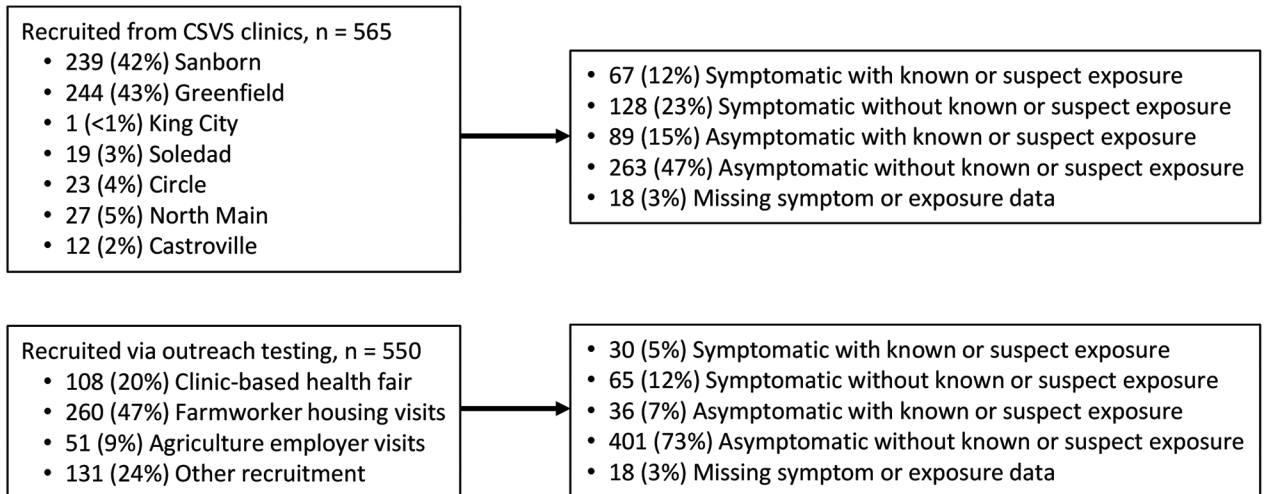 Recruited from CSVS clinics, n = 565
• 239 (42%) Sanborn
• 244 (43%) Greenfield
• 1 (<1%) King City
• 19 (3%) Soledad
• 23 (4%) Circle
• 27 (5%) North Main
• 12 (2%) Castroville
• 67 (12%) Symptomatic with known or suspect exposure
• 128 (23%) Symptomatic without known or suspect exposure
• 89 (15%) Asymptomatic with known or suspect exposure
• 263 (47%) Asymptomatic without known or suspect exposure
• 18 (3%) Missing symptom or exposure data
Recruited via outreach testing, n = 550
• 108 (20%) Clinic-based health fair
• 260 (47%) Farmworker housing visits
• 51 (9%) Agriculture employer visits
• 131 (24%) Other recruitment
• 30 (5%) Symptomatic with known or suspect exposure
• 65 (12%) Symptomatic without known or suspect exposure
• 36 (7%) Asymptomatic with known or suspect exposure
• 401 (73%) Asymptomatic without known or suspect exposure
• 18 (3%) Missing symptom or exposure data